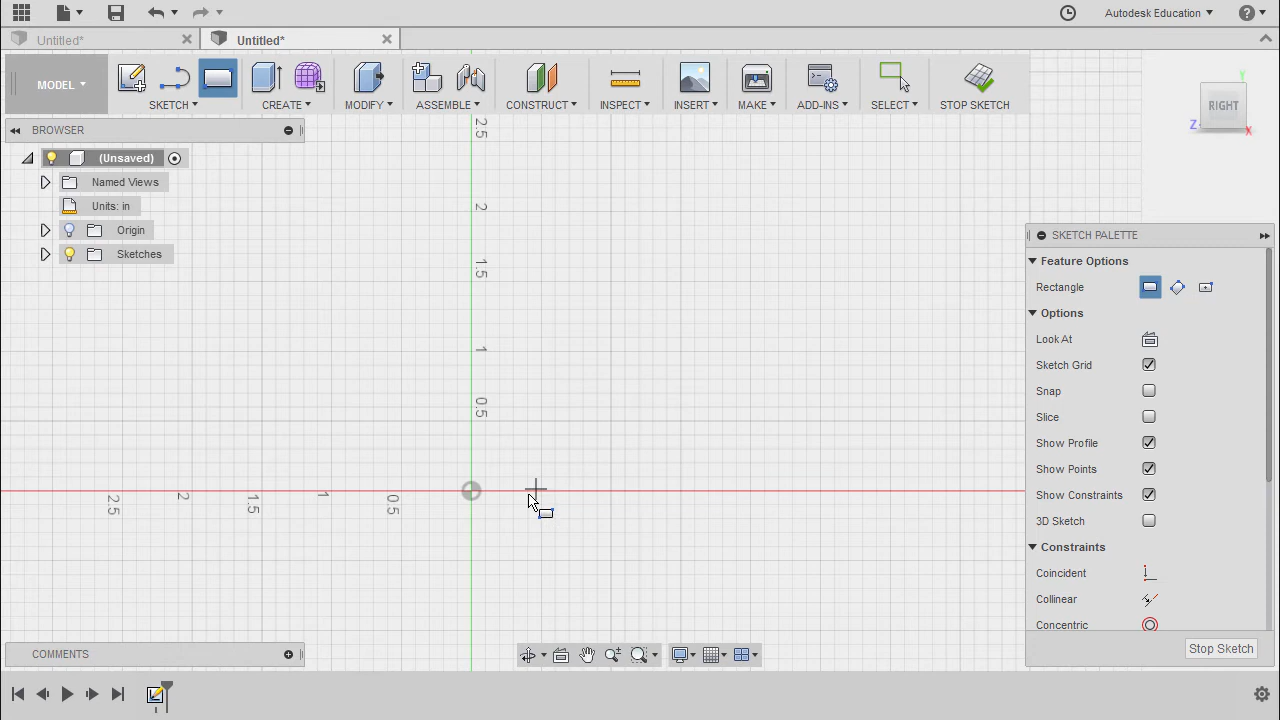 Autodesk Education
Untitled*
Untitled*
MODEL
SKETCH
CREATE
MODIFY
ASSEMBLE
CONSTRUCT
INSPECT
INSERT
MAKE
ADD-INS
SELECT
STOP SKETCH
Y
RIGHT
Z
X
BROWSER
(Unsaved)
Named Views
Units: in
Origin
Sketches
2.5
2
1.5
1
0.5
2.5
2
1.5
1
0.5
SKETCH PALETTE
Feature Options
Rectangle
Options
Look At
Sketch Grid
Snap
Slice
Show Profile
Show Points
Show Constraints
3D Sketch
Constraints
Coincident
Collinear
Concentric
Stop Sketch
COMMENTS